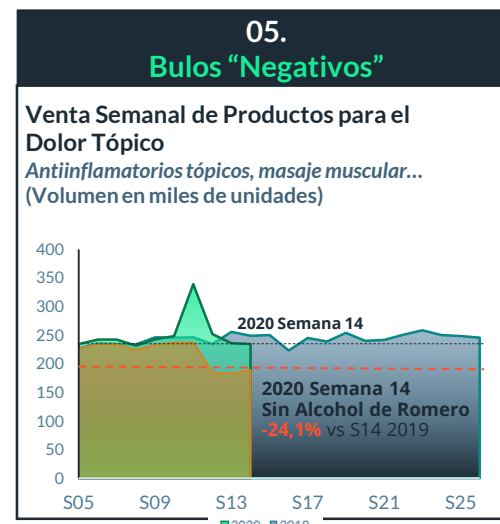 05.
Bulos “Negativos”
Venta Semanal de Productos para el
Dolor Tópico
Antiinflamatorios tópicos, masaje muscular...
(Volumen en miles de unidades)
400
350
300
250
200
150
100
50
0
2020 Semana 14
2020 Semana 14
Sin Alcohol de Romero
-24,1% vs S14 2019
S05 S09 S13 S17 S21 S25
2020 2019